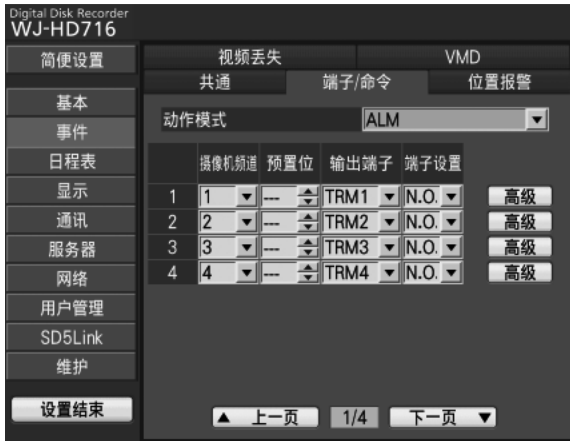 Digital Disk Recorder
WJ-HD716
简便设置
基本
事件
日程表
显示
通讯
服务器
网络
用户管理
SD5Link
维护
设置结束
视频丢失 VMD
共通 端子/命令 位置报警
动作模式 ALM
摄像机频道 预置位 输出端子 端子设置
1 1 --- TRM1 N.O. 高级
2 2 --- TRM2 N.O. 高级
3 3 --- TRM3 N.O. 高级
4 4 --- TRM4 N.O. 高级
上一页 1/4 下一页